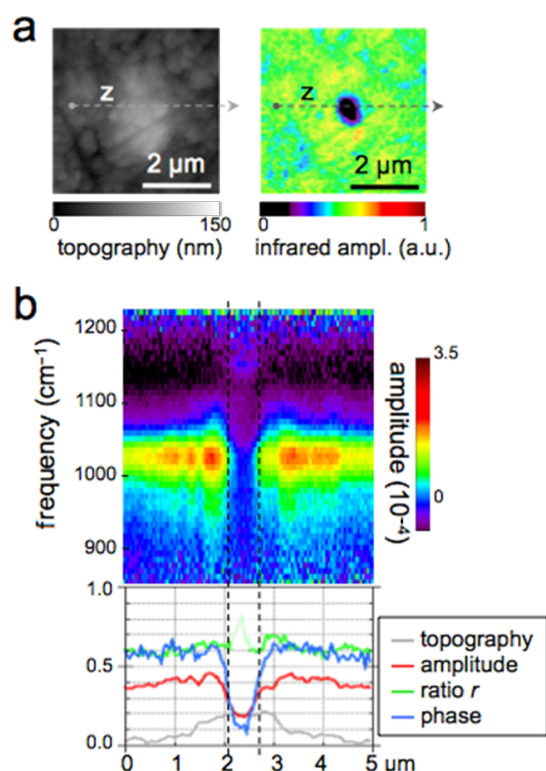 a
z
z
2 µm
2 µm
0
150
0
1
topography (nm)
infrared ampl. (a.u.)
b
1200
1100
1000
900
frequency (cm⁻¹)
3.5
0
amplitude (10⁻⁴)
1.0
0.5
0.0
0
1
2
3
4
5
um
topography
amplitude
ratio r
phase